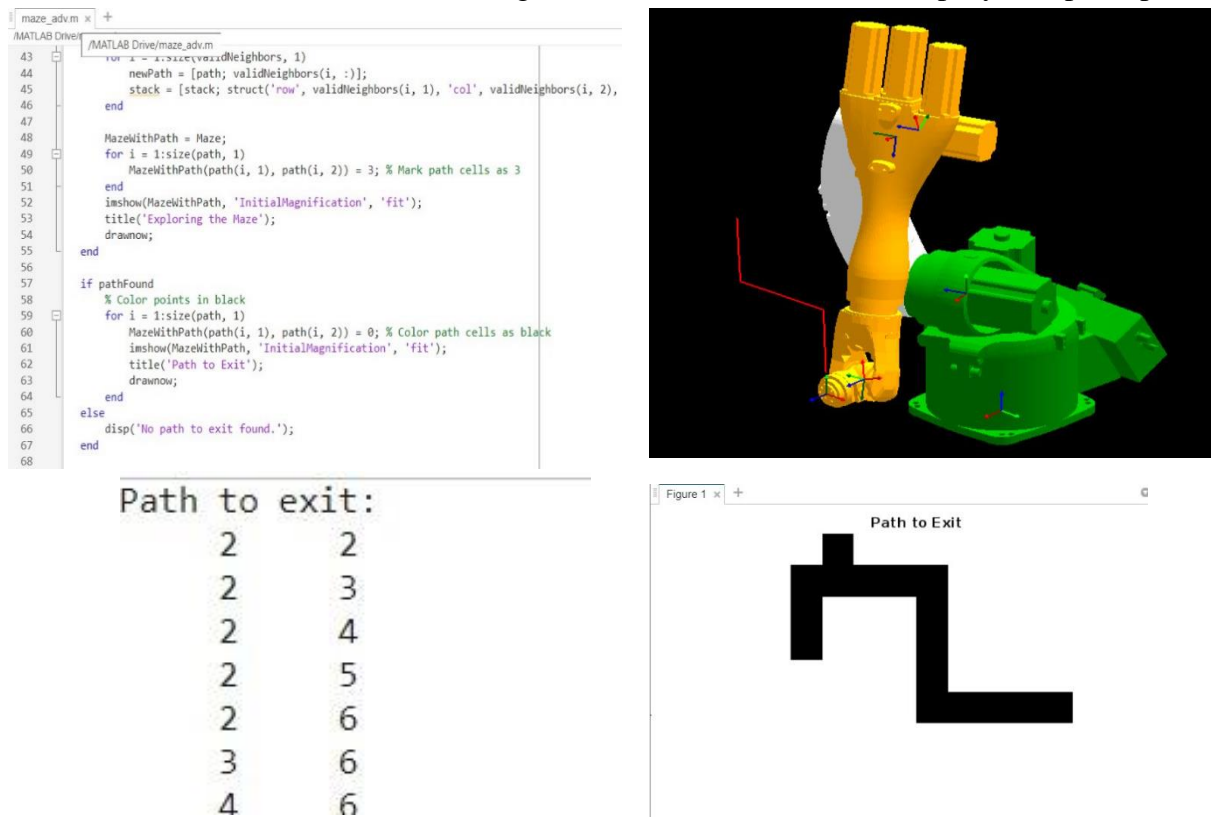 maze_adv.m × +
/MATLAB Drive/maze_adv.m
43 for i = 1:size(validNeighbors, 1)
44 newPath = [path; validNeighbors(i, :)];
45 stack = [stack; struct('row', validNeighbors(i, 1), 'col', validNeighbors(i, 2),
46 end
47
48 MazeWithPath = Maze;
49 for i = 1:size(path, 1)
50 MazeWithPath(path(i, 1), path(i, 2)) = 3; % Mark path cells as 3
51 end
52 imshow(MazeWithPath, 'InitialMagnification', 'fit');
53 title('Exploring the Maze');
54 drawnow;
55 end
56
57 if pathFound
58 % Color points in black
59 for i = 1:size(path, 1)
60 MazeWithPath(path(i, 1), path(i, 2)) = 0; % Color path cells as black
61 imshow(MazeWithPath, 'InitialMagnification', 'fit');
62 title('Path to Exit');
63 drawnow;
64 end
65 else
66 disp('No path to exit found.');
67 end
68
Path to exit:
2 2
2 3
2 4
2 5
2 6
3 6
4 6
Figure 1 × +
Path to Exit